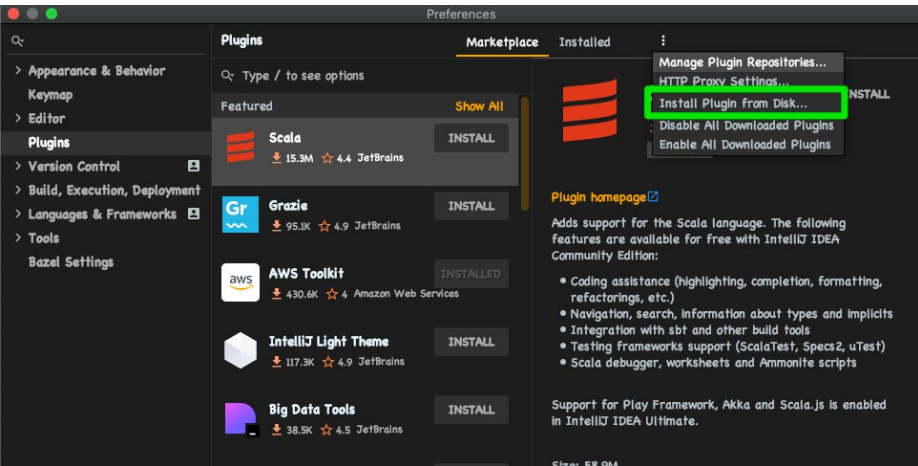 Preferences
Appearance & Behavior
Keymap
Editor
Plugins
Version Control
Build, Execution, Deployment
Languages & Frameworks
Tools
Bazel Settings
Plugins
Marketplace
Installed
Type / to see options
Featured
Show All
Scala
INSTALL
15.3M 4.4 JetBrains
Gr
Grazie
INSTALL
95.1K 4.9 JetBrains
aws
AWS Toolkit
INSTALLED
430.6K 4 Amazon Web Services
IntelliJ Light Theme
INSTALL
117.3K 4.9 JetBrains
Big Data Tools
INSTALL
38.5K 4.5 JetBrains
Manage Plugin Repositories...
HTTP Proxy Settings...
Install Plugin from Disk...
Disable All Downloaded Plugins
Enable All Downloaded Plugins
Plugin homepage
Adds support for the Scala language. The following
features are available for free with IntelliJ IDEA
Community Edition:
• Coding assistance (highlighting, completion, formatting,
refactorings, etc.)
• Navigation, search, information about types and implicits
• Integration with sbt and other build tools
• Testing frameworks support (ScalaTest, Specs2, uTest)
• Scala debugger, worksheets and Ammonite scripts
Support for Play Framework, Akka and Scala.js is enabled
in IntelliJ IDEA Ultimate.
Size: 58.9M